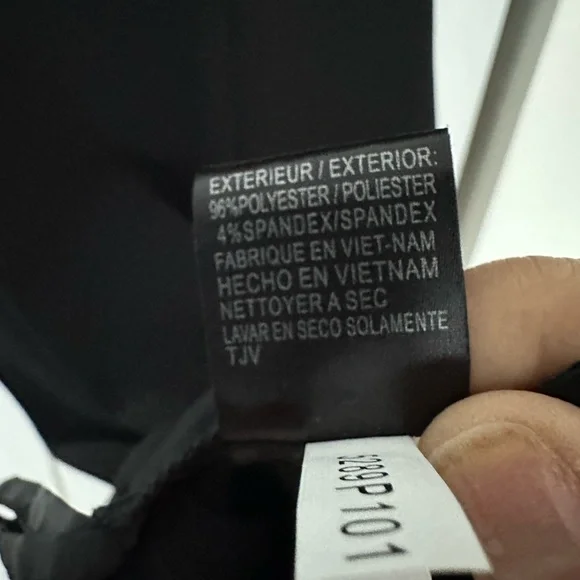 EXTERIEUR / EXTERIOR:
96%POLYESTER / POLIESTER
4%SPANDEX/SPANDEX
FABRIQUE EN VIET-NAM
HECHO EN VIETNAM
NETTOYER A SEC
LAVAR EN SECO SOLAMENTE
TJV
S289P101